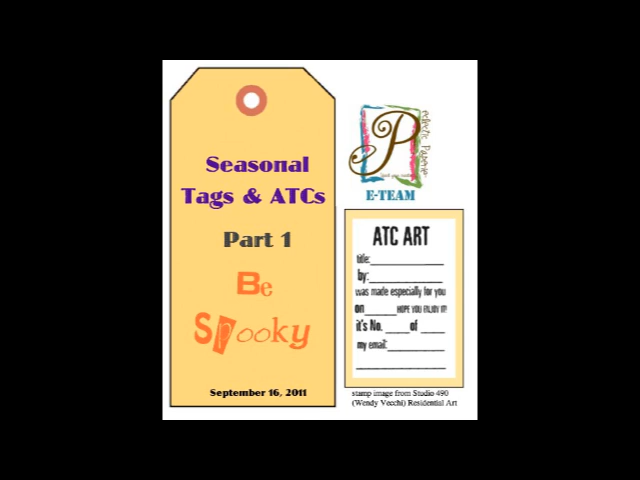 Seasonal
Tags & ATCs
Part 1
Be
Spooky
September 16, 2011
P
eclectic Paperie
E-TEAM
ATC ART
title:
by:
was made especially for you
on HOPE YOU ENJOY IT!
it's No. of
my email:
stamp image from Studio 490
(Wendy Vecchi) Residential Art